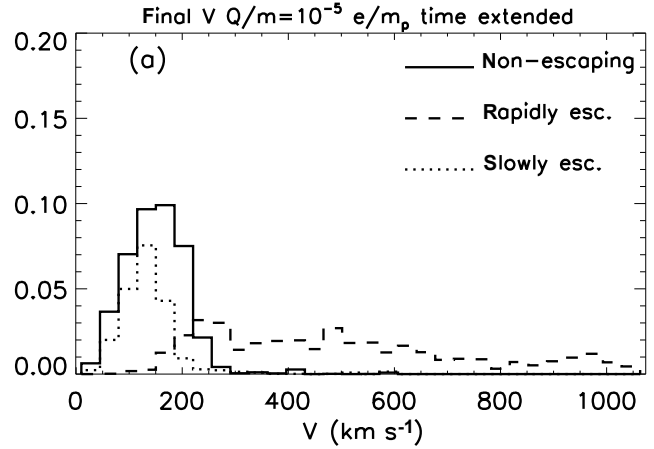 Final V Q/m=10⁻⁵ e/mₚ time extended
0.20
(a)
Non−escaping
0.15
Rapidly esc.
Slowly esc.
0.10
0.05
0.00
0 200 400 600 800 1000
V (km s⁻¹)